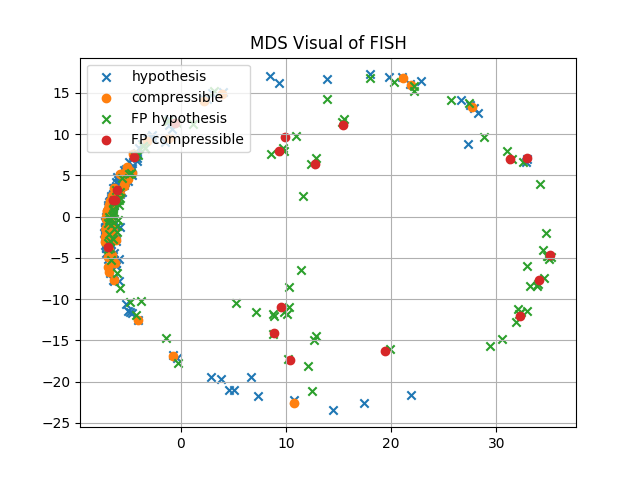 MDS Visual of FISH
hypothesis
compressible
FP hypothesis
FP compressible
15
10
5
0
−5
−10
−15
−20
−25
0 10 20 30